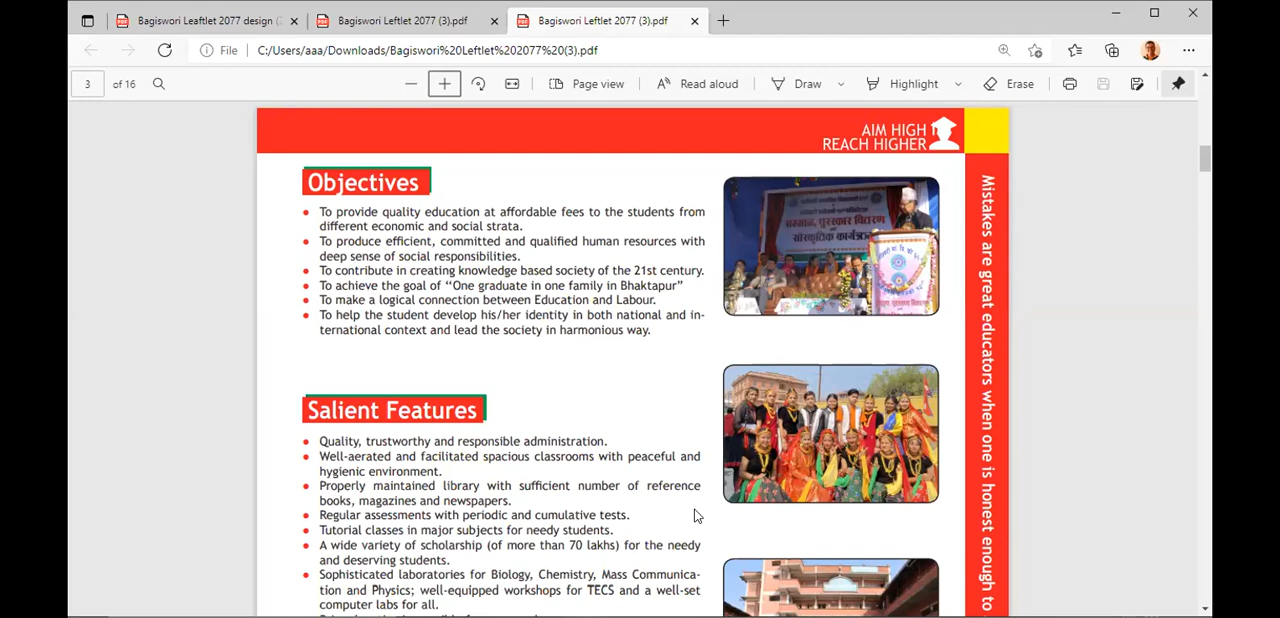 Bagiswori Leaftlet 2077 design (
Bagiswori Leftlet 2077 (3).pdf
Bagiswori Leftlet 2077 (3).pdf
File
C:/Users/aaa/Downloads/Bagiswori%20Leftlet%202077%20(3).pdf
3
of 16
Page view
Read aloud
Draw
Highlight
Erase
AIM HIGH
REACH HIGHER
Objectives
To provide quality education at affordable fees to the students from
different economic and social strata.
To produce efficient, committed and qualified human resources with
deep sense of social responsibilities.
To contribute in creating knowledge based society of the 21st century.
To achieve the goal of “One graduate in one family in Bhaktapur”
To make a logical connection between Education and Labour.
To help the student develop his/her identity in both national and in-
ternational context and lead the society in harmonious way.
सम्मान, पुरस्कार वितरण
सांस्कृतिक कार्यक्रम
Salient Features
Quality, trustworthy and responsible administration.
Well-aerated and facilitated spacious classrooms with peaceful and
hygienic environment.
Properly maintained library with sufficient number of reference
books, magazines and newspapers.
Regular assessments with periodic and cumulative tests.
Tutorial classes in major subjects for needy students.
A wide variety of scholarship (of more than 70 lakhs) for the needy
and deserving students.
Sophisticated laboratories for Biology, Chemistry, Mass Communica-
tion and Physics; well-equipped workshops for TECS and a well-set
computer labs for all.
Mistakes are great educators when one is honest enough to